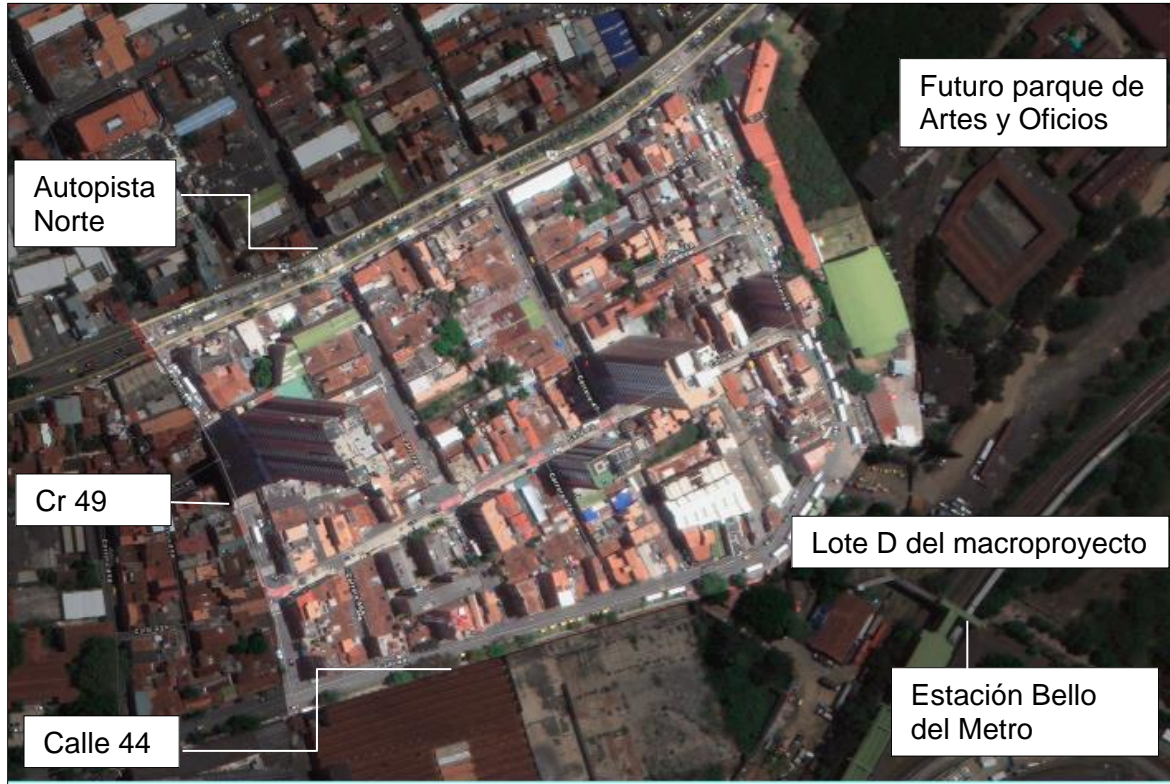 Futuro parque de
Artes y Oficios
Autopista
Norte
Cr 49
Lote D del macroproyecto
Estación Bello
del Metro
Calle 44